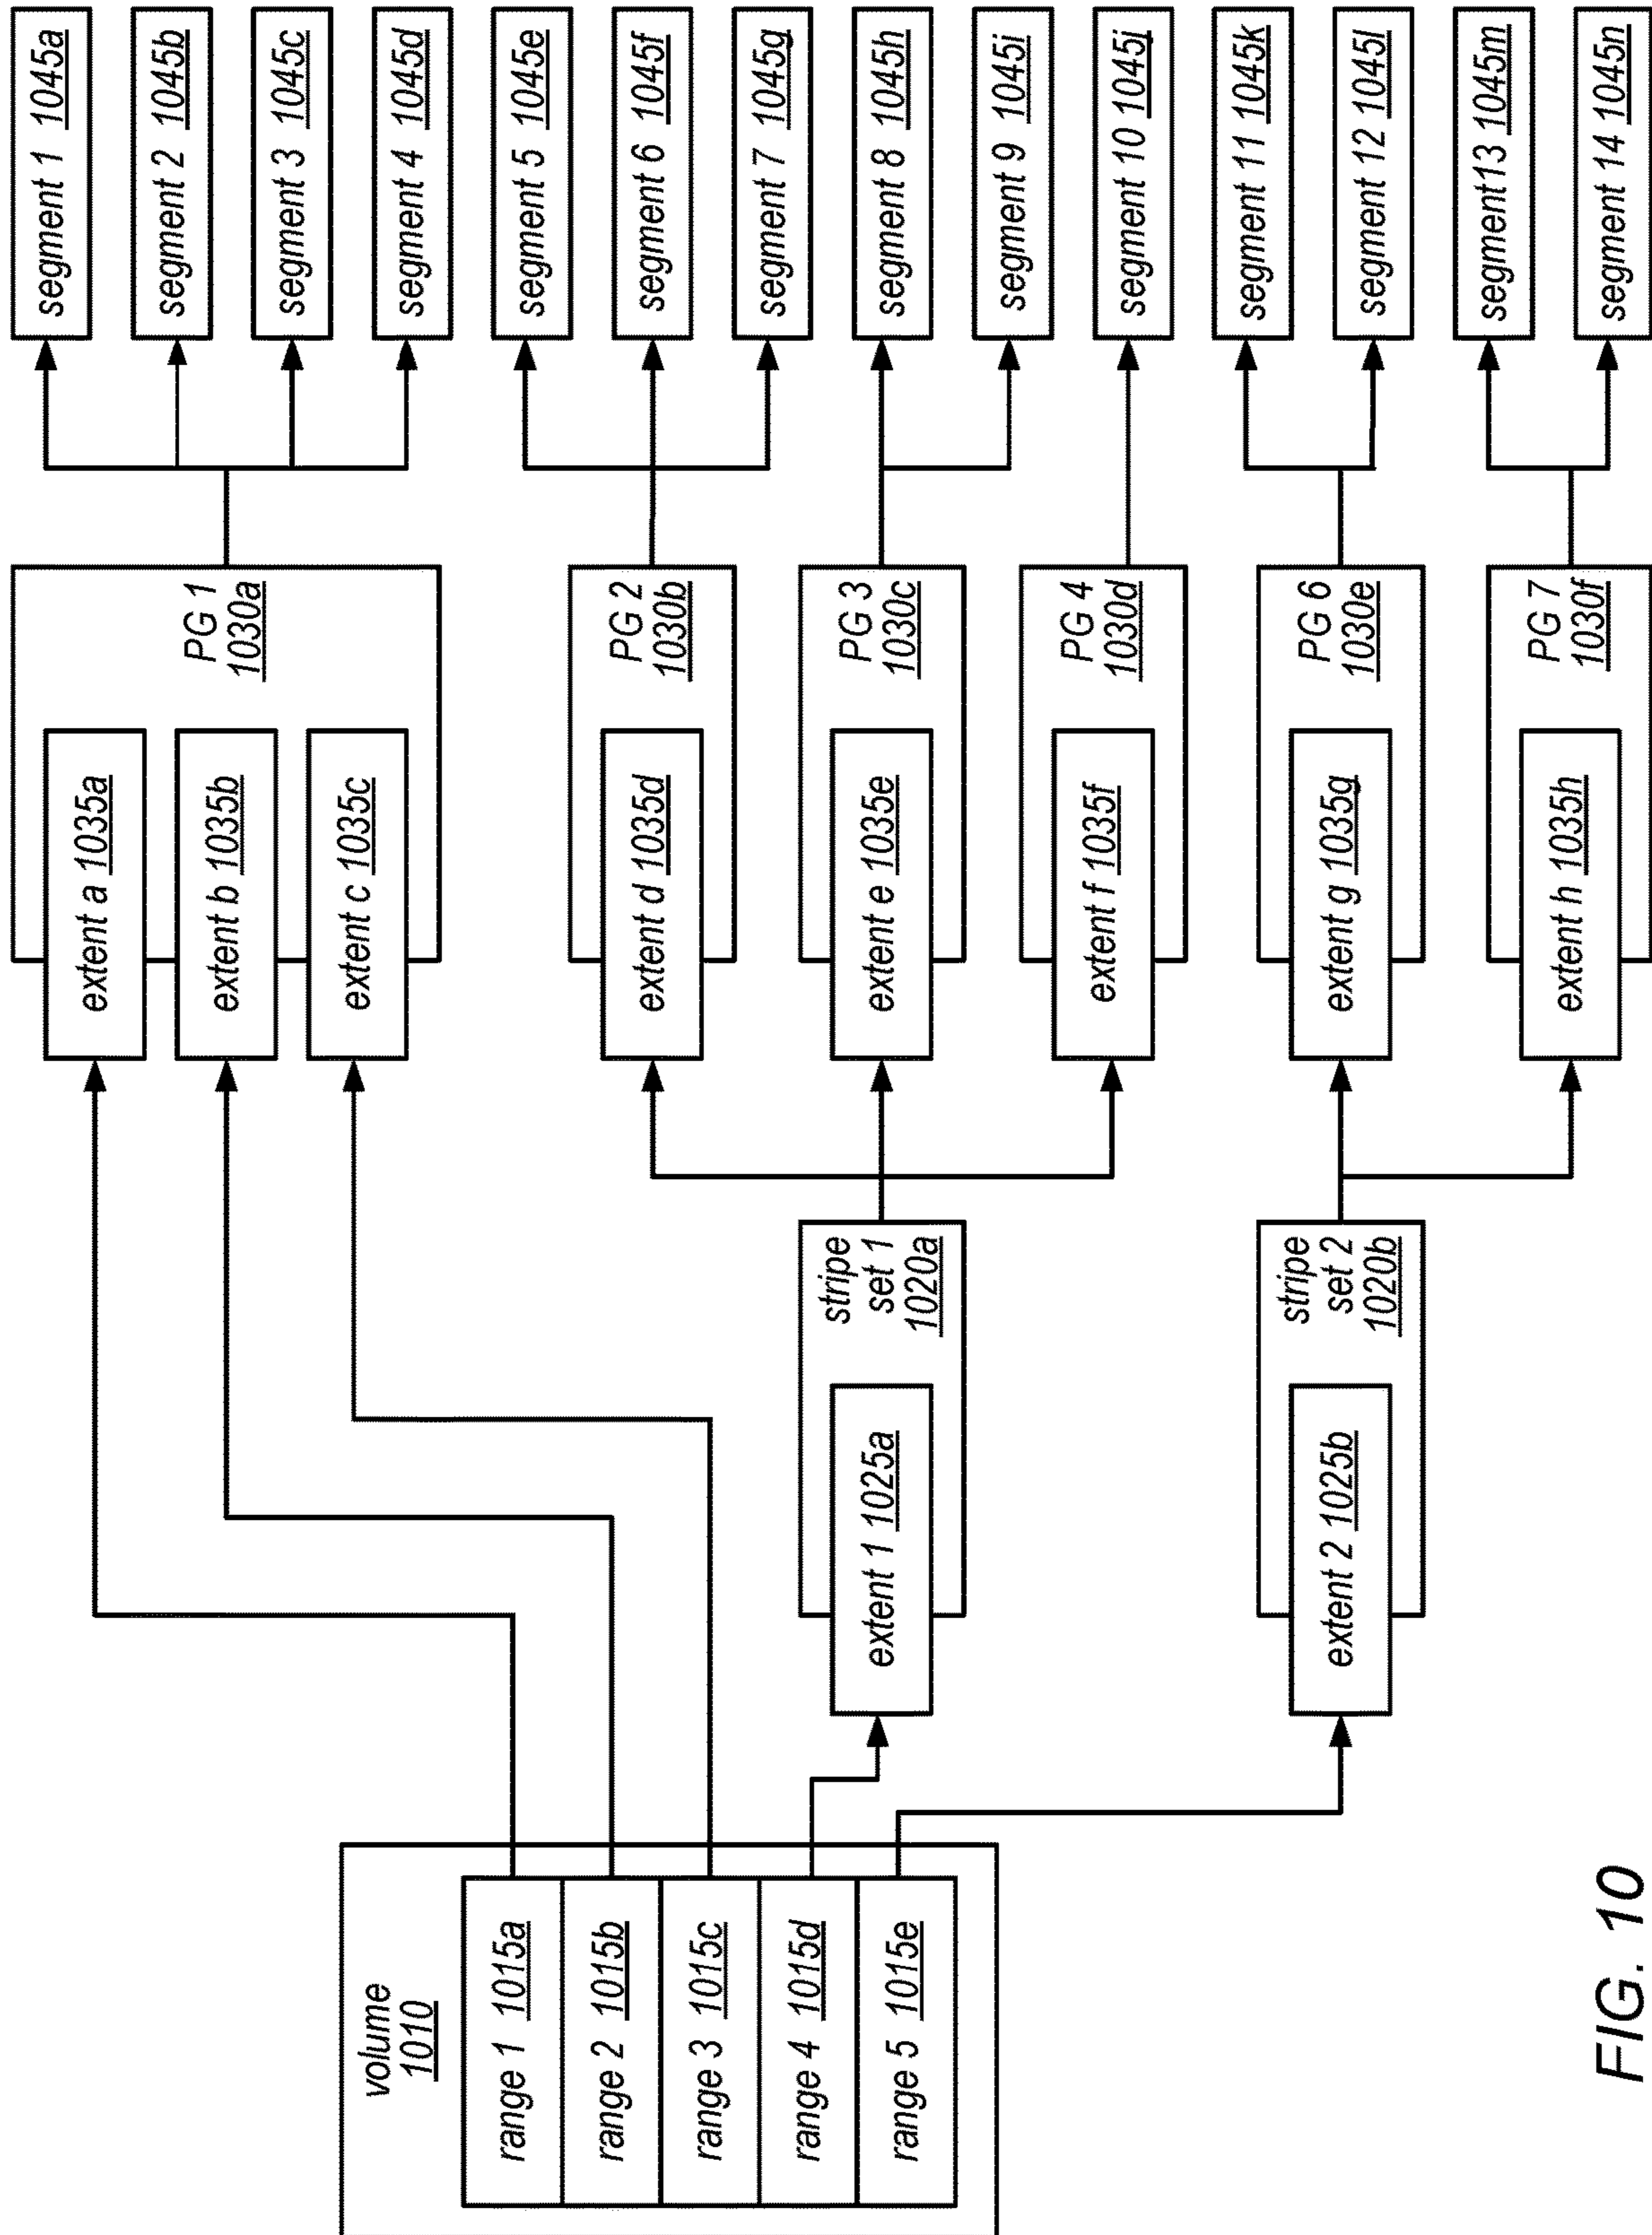 volume
1010
range 1 1015a
range 2 1015b
range 3 1015c
range 4 1015d
range 5 1015e
extent 1 1025a
stripe
set 1
1020a
extent 2 1025b
stripe
set 2
1020b
extent a 1035a
extent b 1035b
extent c 1035c
PG 1
1030a
extent d 1035d
PG 2
1030b
extent e 1035e
PG 3
1030c
extent f 1035f
PG 4
1030d
extent g 1035g
PG 6
1030e
extent h 1035h
PG 7
1030f
segment 1 1045a
segment 2 1045b
segment 3 1045c
segment 4 1045d
segment 5 1045e
segment 6 1045f
segment 7 1045g
segment 8 1045h
segment 9 1045i
segment 10 1045j
segment 11 1045k
segment 12 1045l
segment13 1045m
segment 14 1045n
FIG. 10